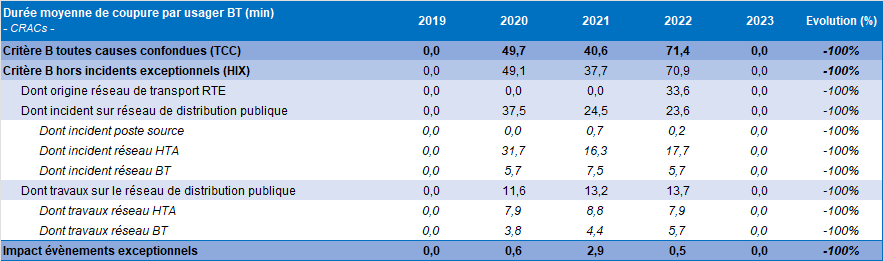 Durée moyenne de coupure par usager BT (min) 2019 2020 2021 2022 2023 Evolution (%)
- CRACs -
Critère B toutes causes confondues (TCC) 0,0 49,7 40,6 71,4 0,0 -100%
Critère B hors incidents exceptionnels (HIX) 0,0 49,1 37,7 70,9 0,0 -100%
Dont origine réseau de transport RTE 0,0 0,0 0,0 33,6 0,0 -100%
Dont incident sur réseau de distribution publique 0,0 37,5 24,5 23,6 0,0 -100%
Dont incident poste source 0,0 0,0 0,7 0,2 0,0 -100%
Dont incident réseau HTA 0,0 31,7 16,3 17,7 0,0 -100%
Dont incident réseau BT 0,0 5,7 7,5 5,7 0,0 -100%
Dont travaux sur le réseau de distribution publique 0,0 11,6 13,2 13,7 0,0 -100%
Dont travaux réseau HTA 0,0 7,9 8,8 7,9 0,0 -100%
Dont travaux réseau BT 0,0 3,8 4,4 5,7 0,0 -100%
Impact évènements exceptionnels 0,0 0,6 2,9 0,5 0,0 -100%